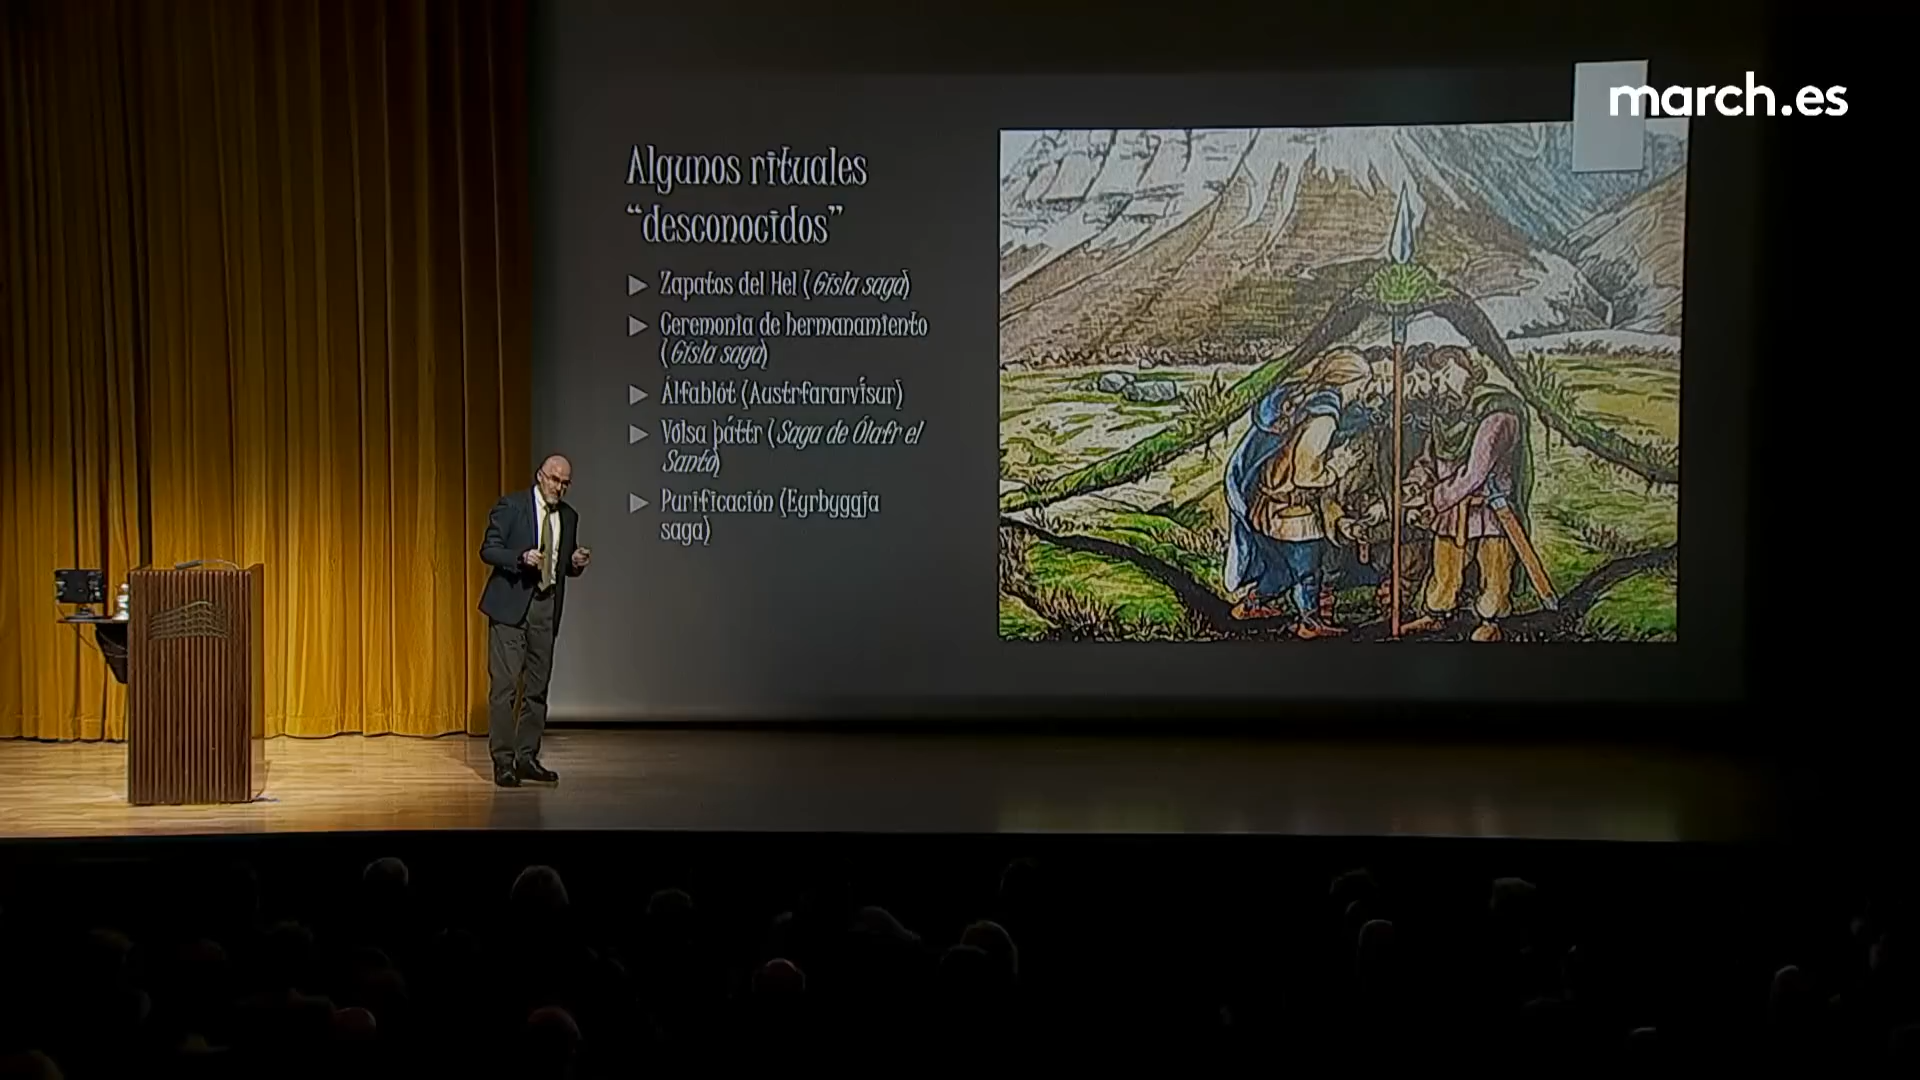 march.es
Algunos rituales
“desconocidos”
Zapatos del Hel (Gísla saga)
Ceremonia de hermanamiento
(Gísla saga)
Álfablót (Austrfararvísur)
Völsa þáttr (Saga de Ólafr el
Santo)
Purificación (Eyrbyggja
saga)